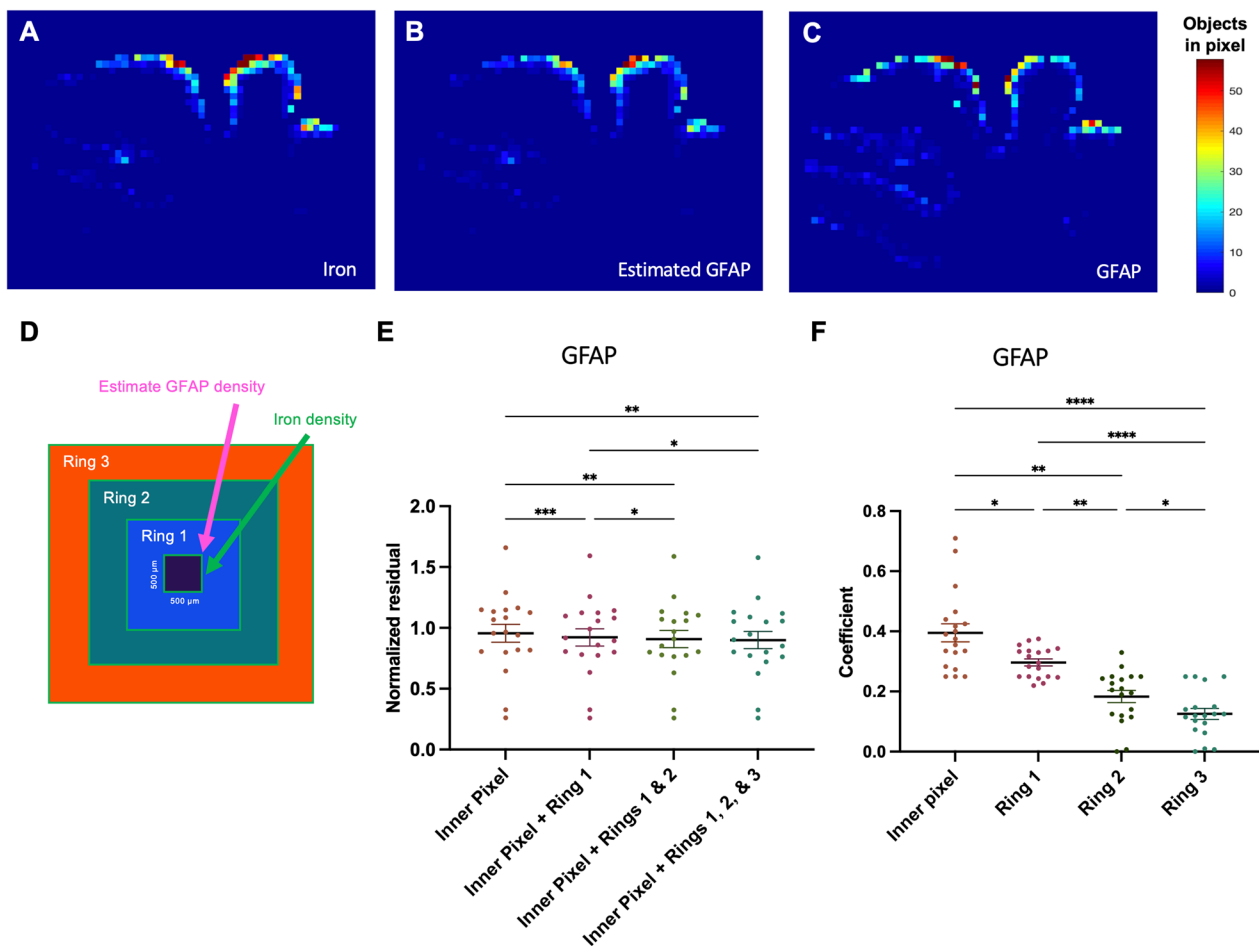 A
Iron
B
Estimated GFAP
C
GFAP
Objects
in pixel
50
40
30
20
10
0
D
Estimate GFAP density
Iron density
Ring 3
Ring 2
Ring 1
500 µm
500 µm
E
GFAP
**
*
**
***
*
Normalized residual
2.0
1.5
1.0
0.5
0.0
Inner Pixel
Inner Pixel + Ring 1
Inner Pixel + Rings 1 & 2
Inner Pixel + Rings 1, 2, & 3
F
GFAP
****
****
**
*
**
*
Coefficient
0.8
0.6
0.4
0.2
0.0
Inner pixel
Ring 1
Ring 2
Ring 3